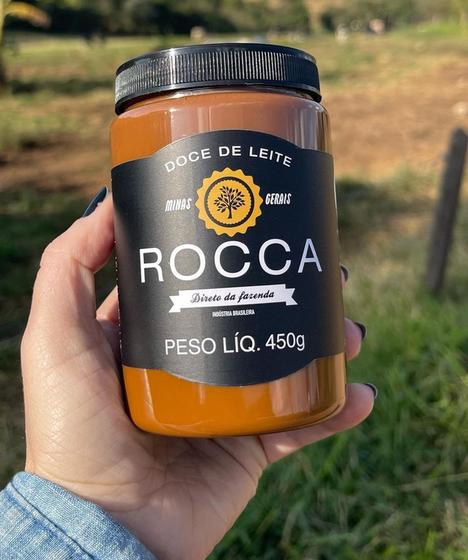 DOCE DE LEITE
MINAS GERAIS
ROCCA
Direto da fazenda
INDÚSTRIA BRASILEIRA
PESO LÍQ. 450g